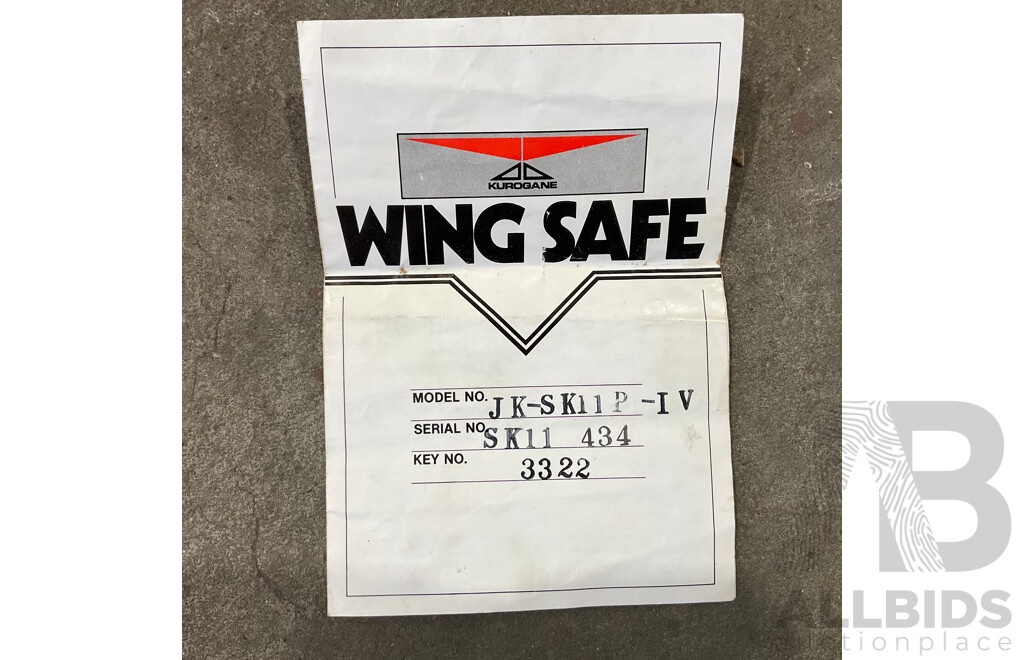 KUROGANE
WING SAFE
MODEL NO. JK-SK11P-IV
SERIAL NO. SK11 434
KEY NO. 3322
ALLBIDS
auctionplace